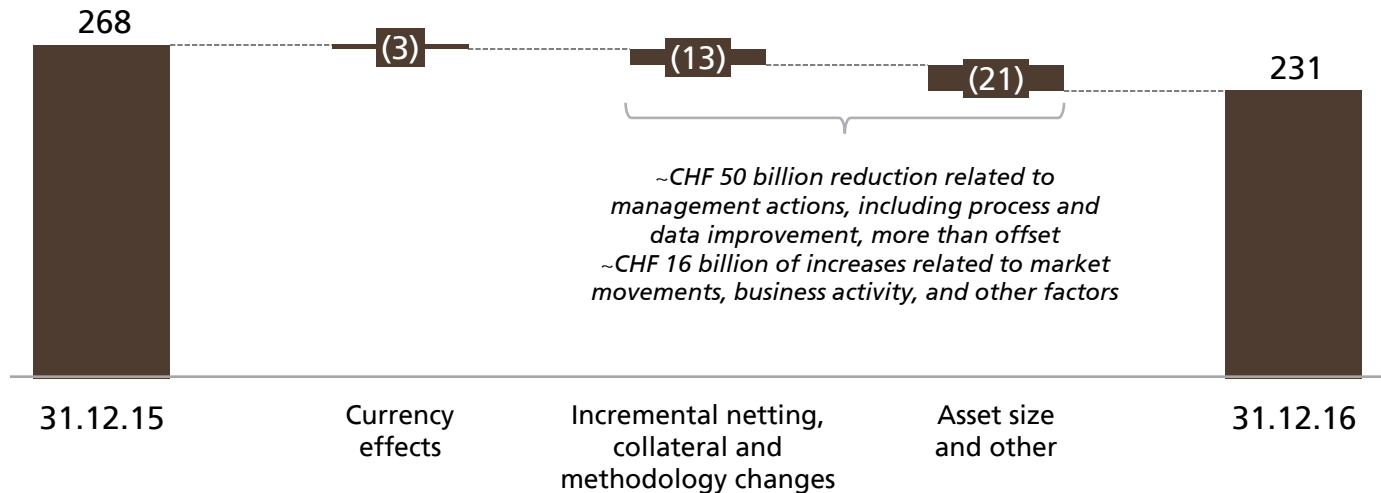 268
(3)
(13)
(21)
231
~CHF 50 billion reduction related to
management actions, including process and
data improvement, more than offset
~CHF 16 billion of increases related to market
movements, business activity, and other factors
31.12.15
Currency
effects
Incremental netting,
collateral and
methodology changes
Asset size
and other
31.12.16